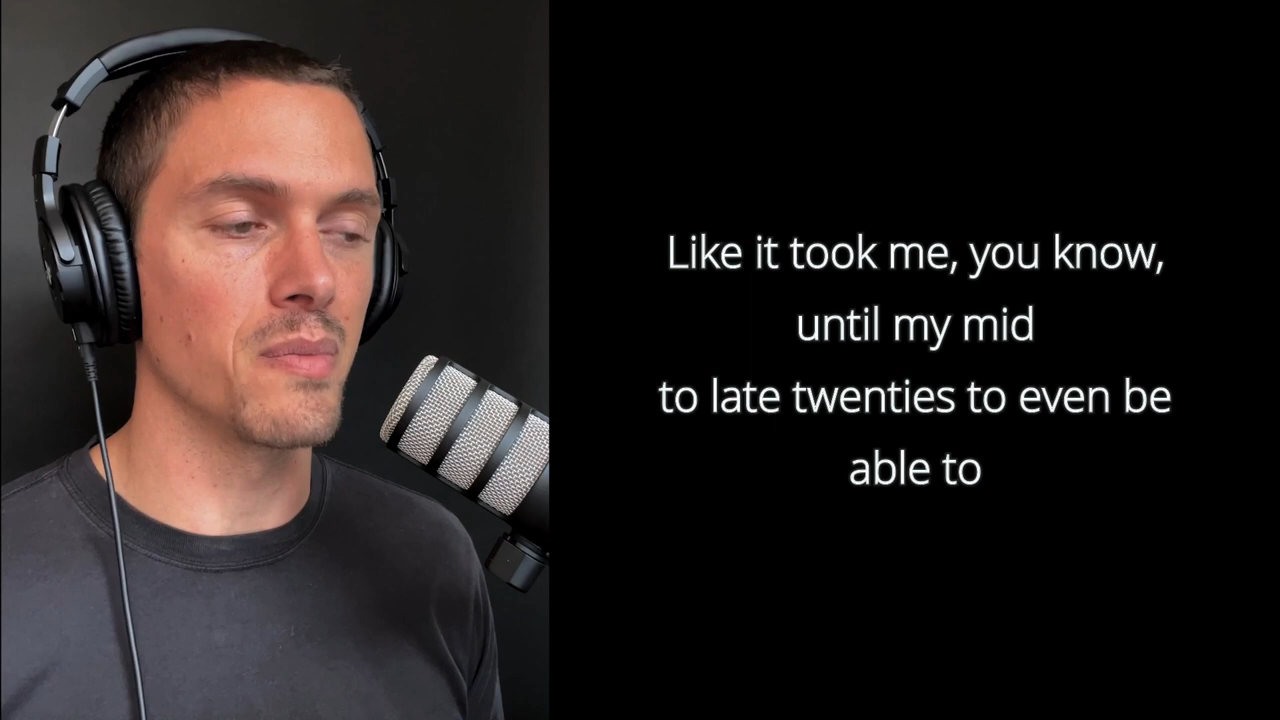 Like it took me, you know,
until my mid
to late twenties to even be
able to